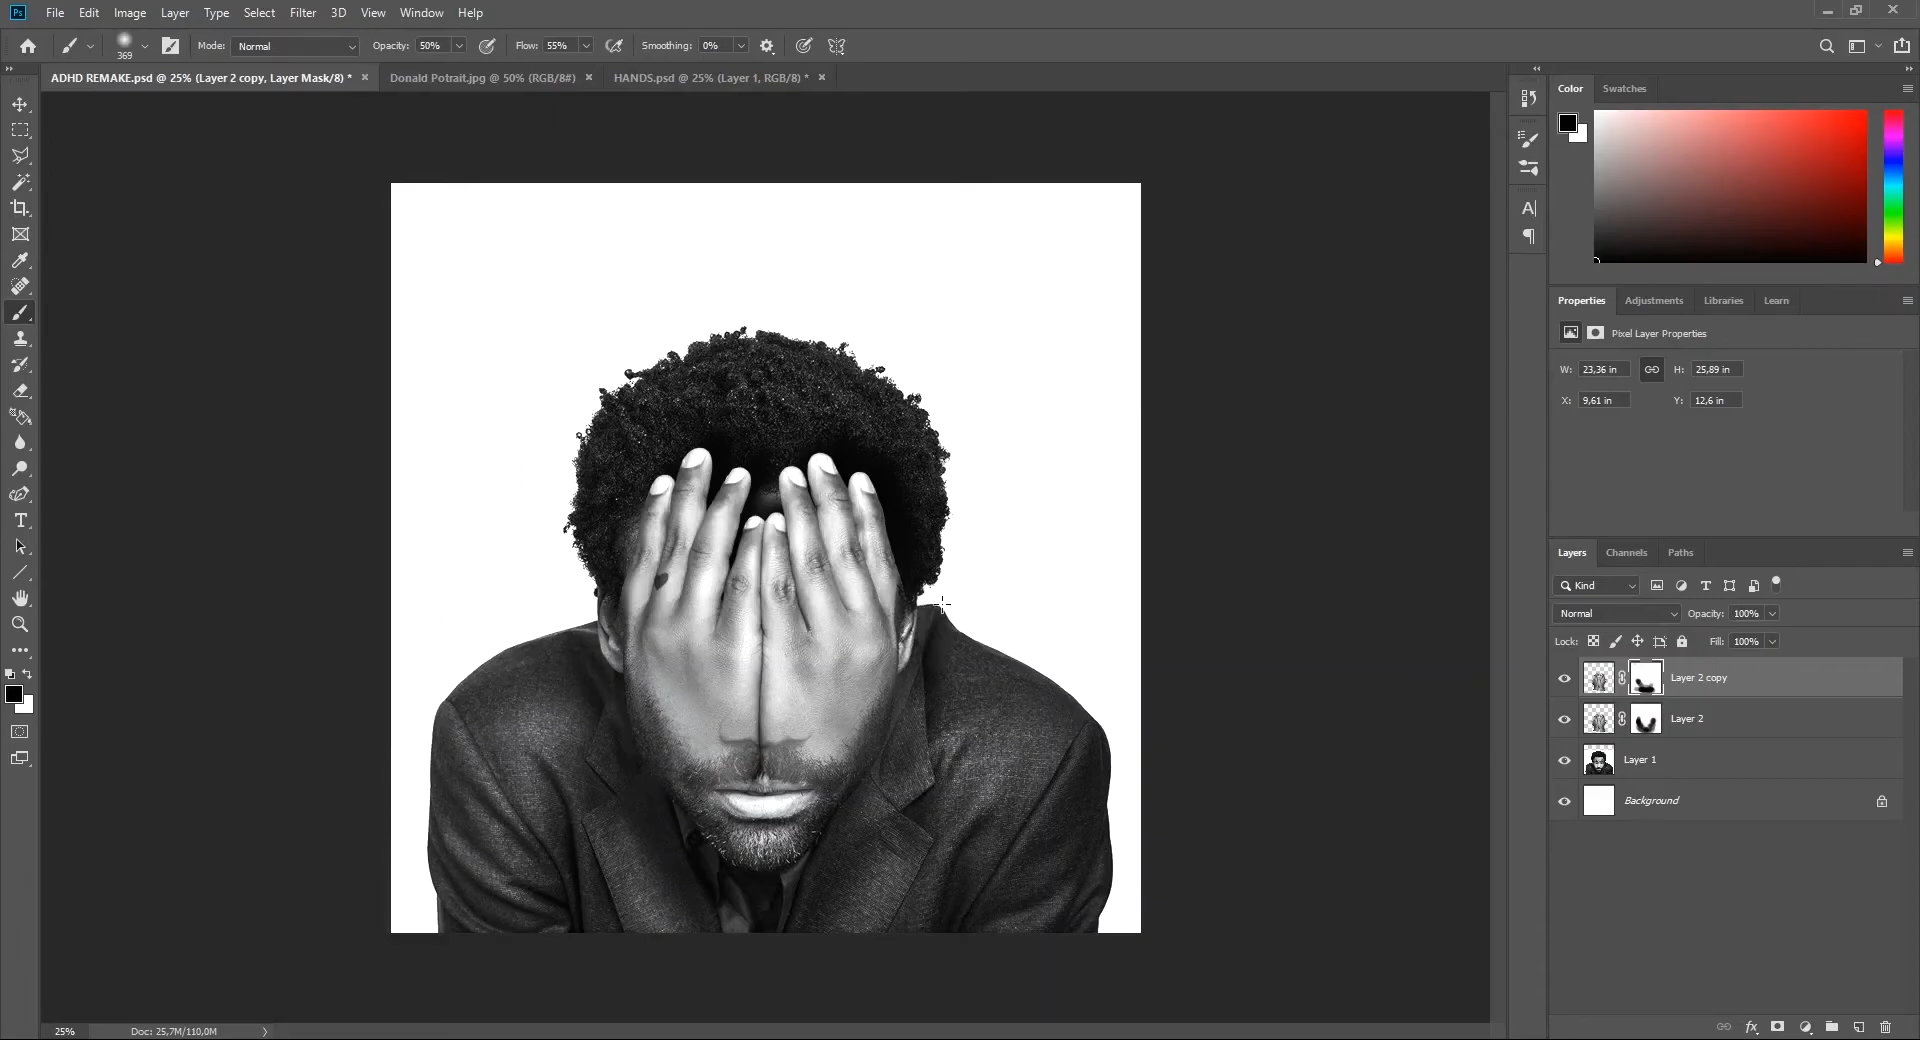 Ps File Edit Image Layer Type Select Filter 3D View Window Help
369 Mode: Normal Opacity: 50% Flow: 55% Smoothing: 0%
ADHD REMAKE.psd @ 25% (Layer 2 copy, Layer Mask/8) * × Donald Potrait.jpg @ 50% (RGB/8#) × HANDS.psd @ 25% (Layer 1, RGB/8) * ×
Color Swatches
Properties Adjustments Libraries Learn
Pixel Layer Properties
W: 23,36 in H: 25,89 in
X: 9,61 in Y: 12,6 in
Layers Channels Paths
Kind
Normal Opacity: 100%
Lock: Fill: 100%
Layer 2 copy
Layer 2
Layer 1
Background
25% Doc: 25,7M/110,0M